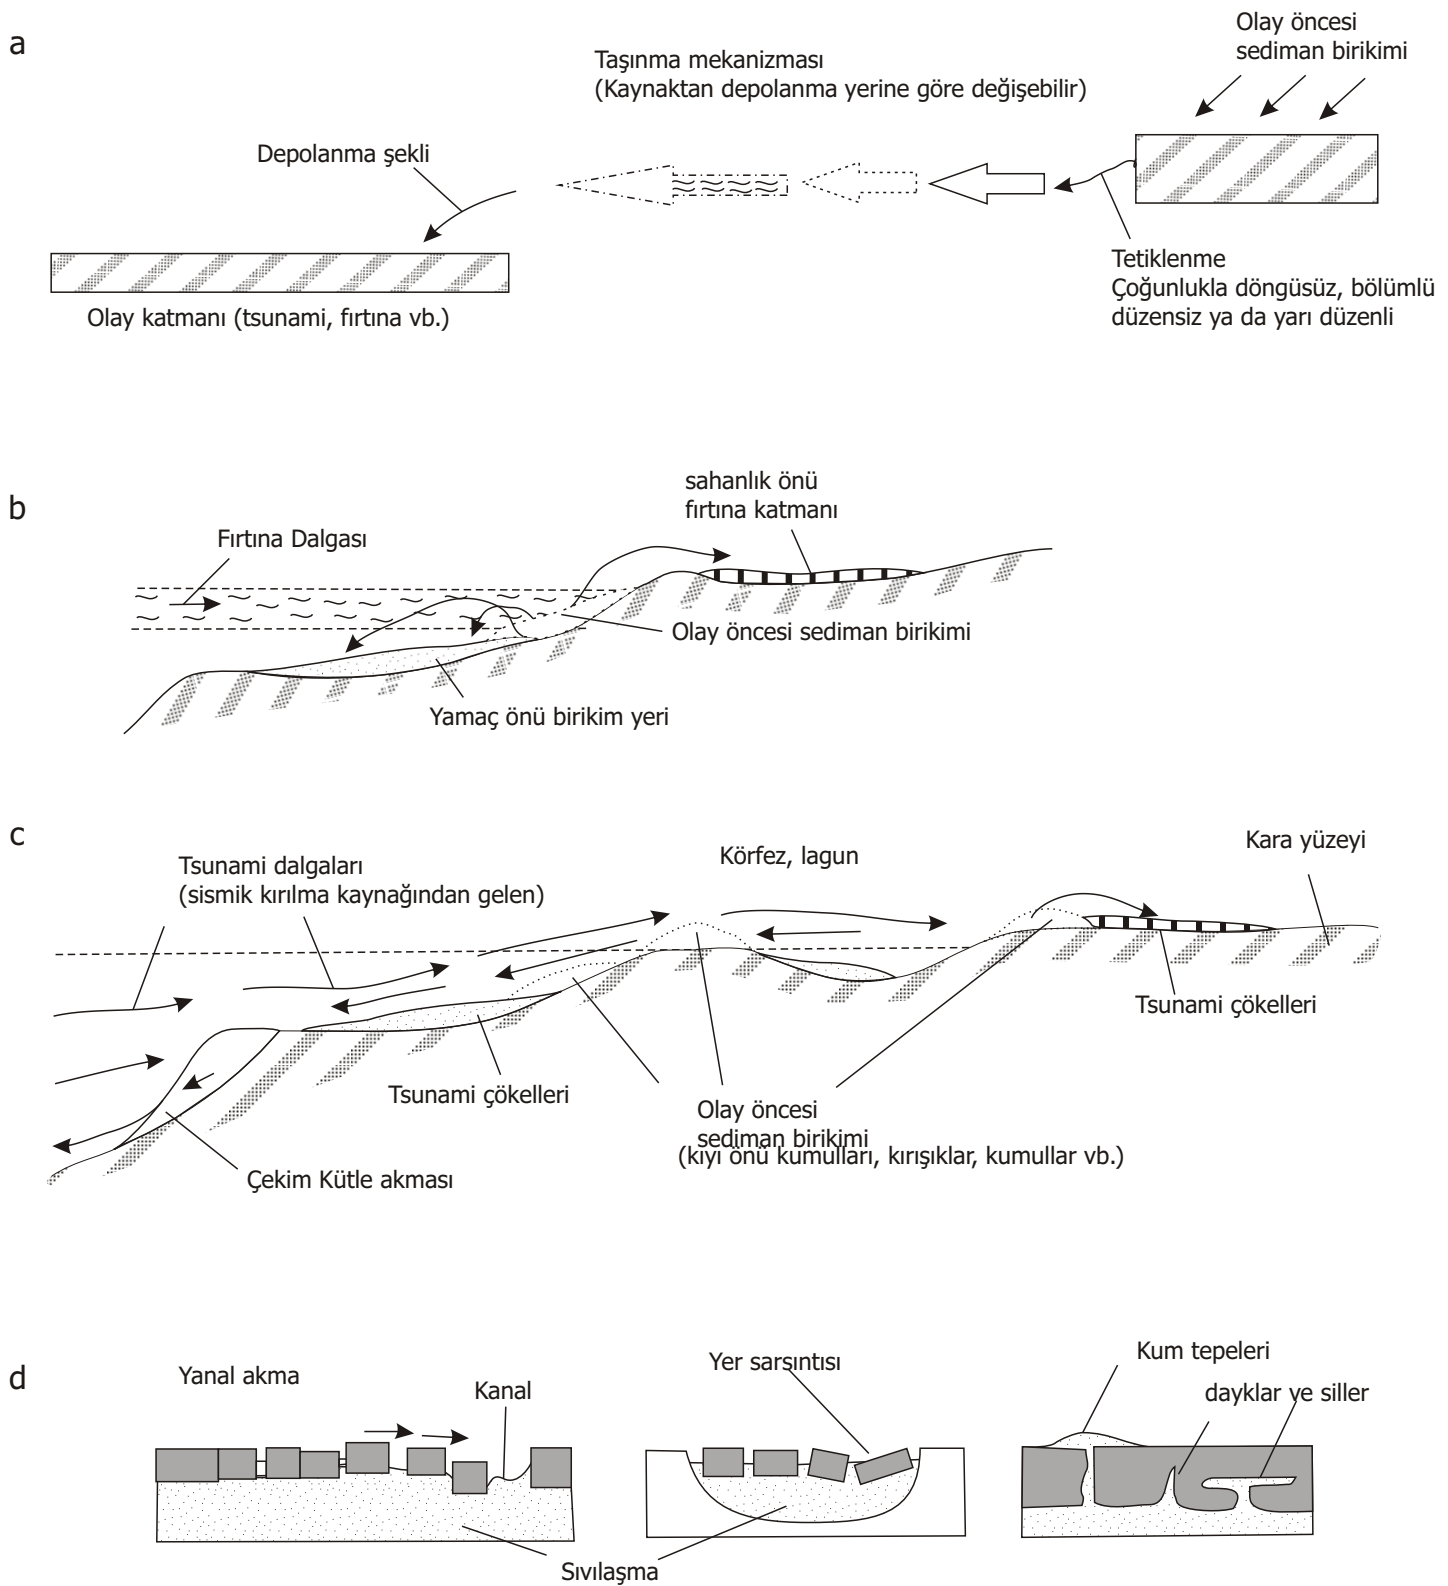 a
Olay öncesi
sediman birikimi
Taşınma mekanizması
(Kaynaktan depolanma yerine göre değişebilir)
Depolanma şekli
Tetiklenme
Çoğunlukla döngüsüz, bölümlü
düzensiz ya da yarı düzenli
Olay katmanı (tsunami, fırtına vb.)
b
sahanlık önü
fırtına katmanı
Fırtına Dalgası
Olay öncesi sediman birikimi
Yamaç önü birikim yeri
c
Tsunami dalgaları
(sismik kırılma kaynağından gelen)
Körfez, lagun
Kara yüzeyi
Tsunami çökelleri
Tsunami çökelleri
Olay öncesi
sediman birikimi
(kıyı önü kumulları, kırışıklar, kumullar vb.)
Çekim Kütle akması
d
Yanal akma
Kanal
Yer sarsıntısı
Kum tepeleri
dayklar ve siller
Sıvılaşma